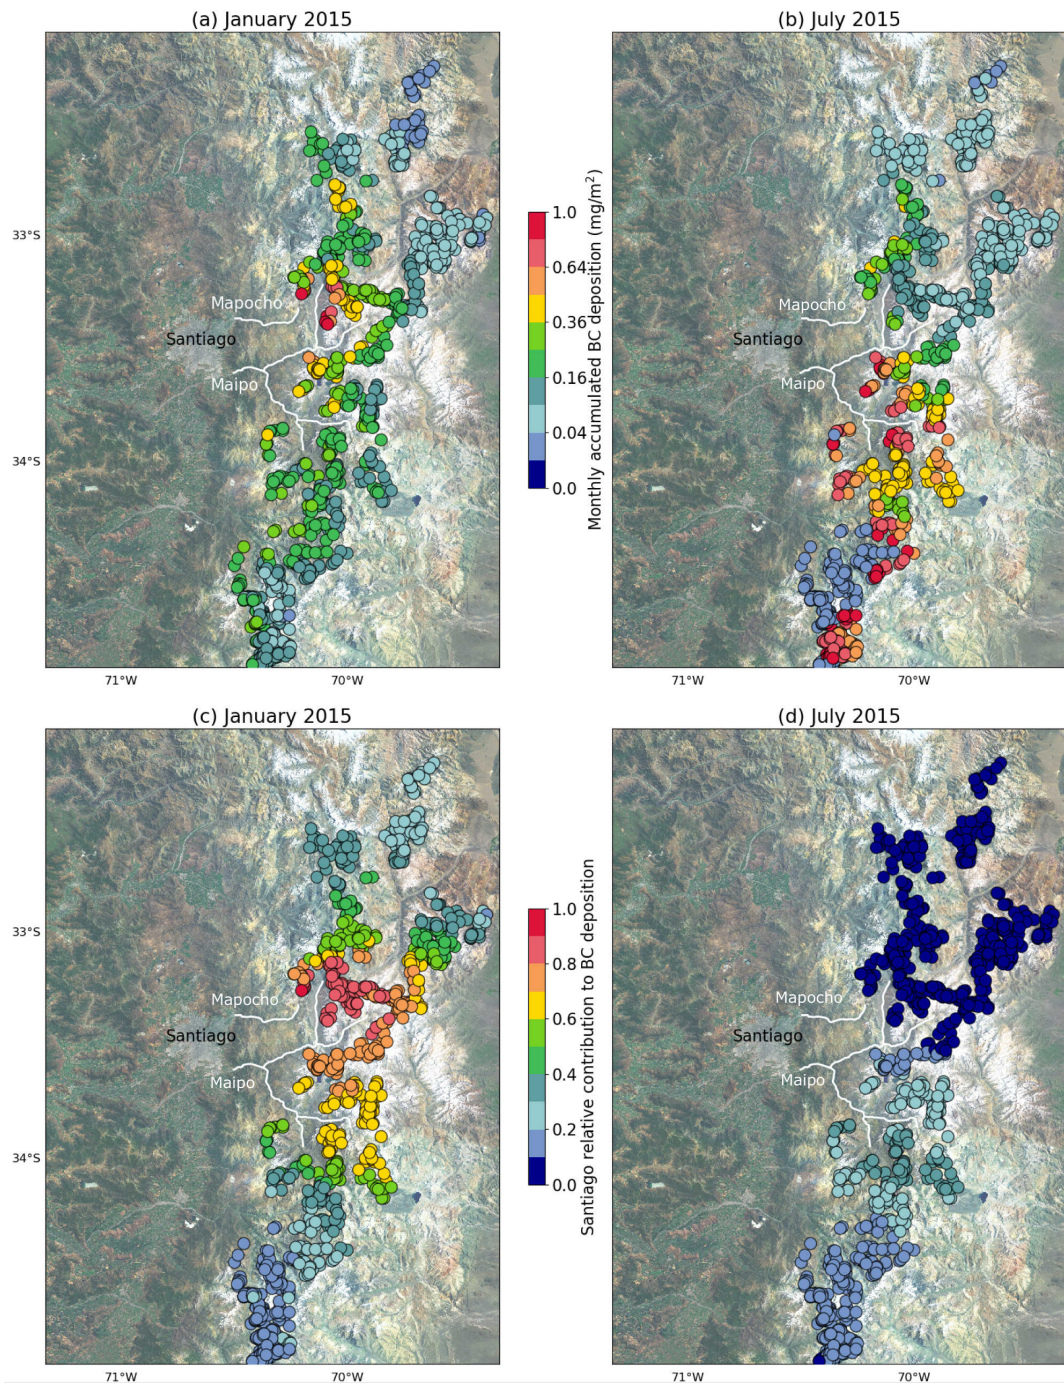 (a) January 2015
(b) July 2015
33°S
34°S
Mapocho
Santiago
Maipo
71°W
70°W
1.0
0.64
0.36
0.16
0.04
0.0
Monthly accumulated BC deposition (mg/m²)
Mapocho
Santiago
Maipo
71°W
70°W
(c) January 2015
(d) July 2015
33°S
34°S
Mapocho
Santiago
Maipo
71°W
70°W
1.0
0.8
0.6
0.4
0.2
0.0
Santiago relative contribution to BC deposition
Mapocho
Santiago
Maipo
71°W
70°W